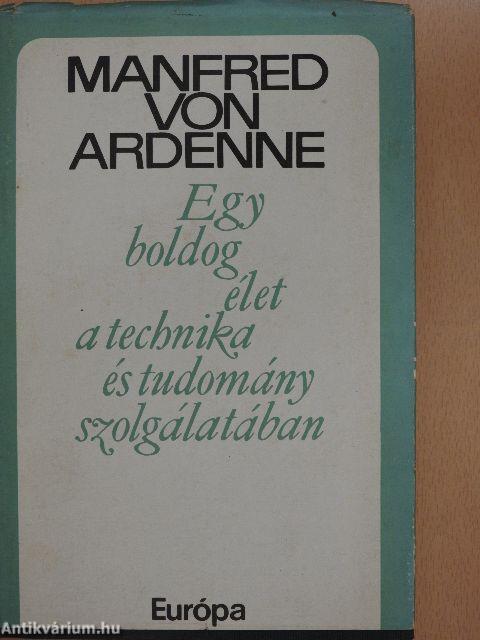 MANFRED
VON
ARDENNE
Egy
boldog
élet
a technika
és tudomány
szolgálatában
Európa
Antikvárium.hu